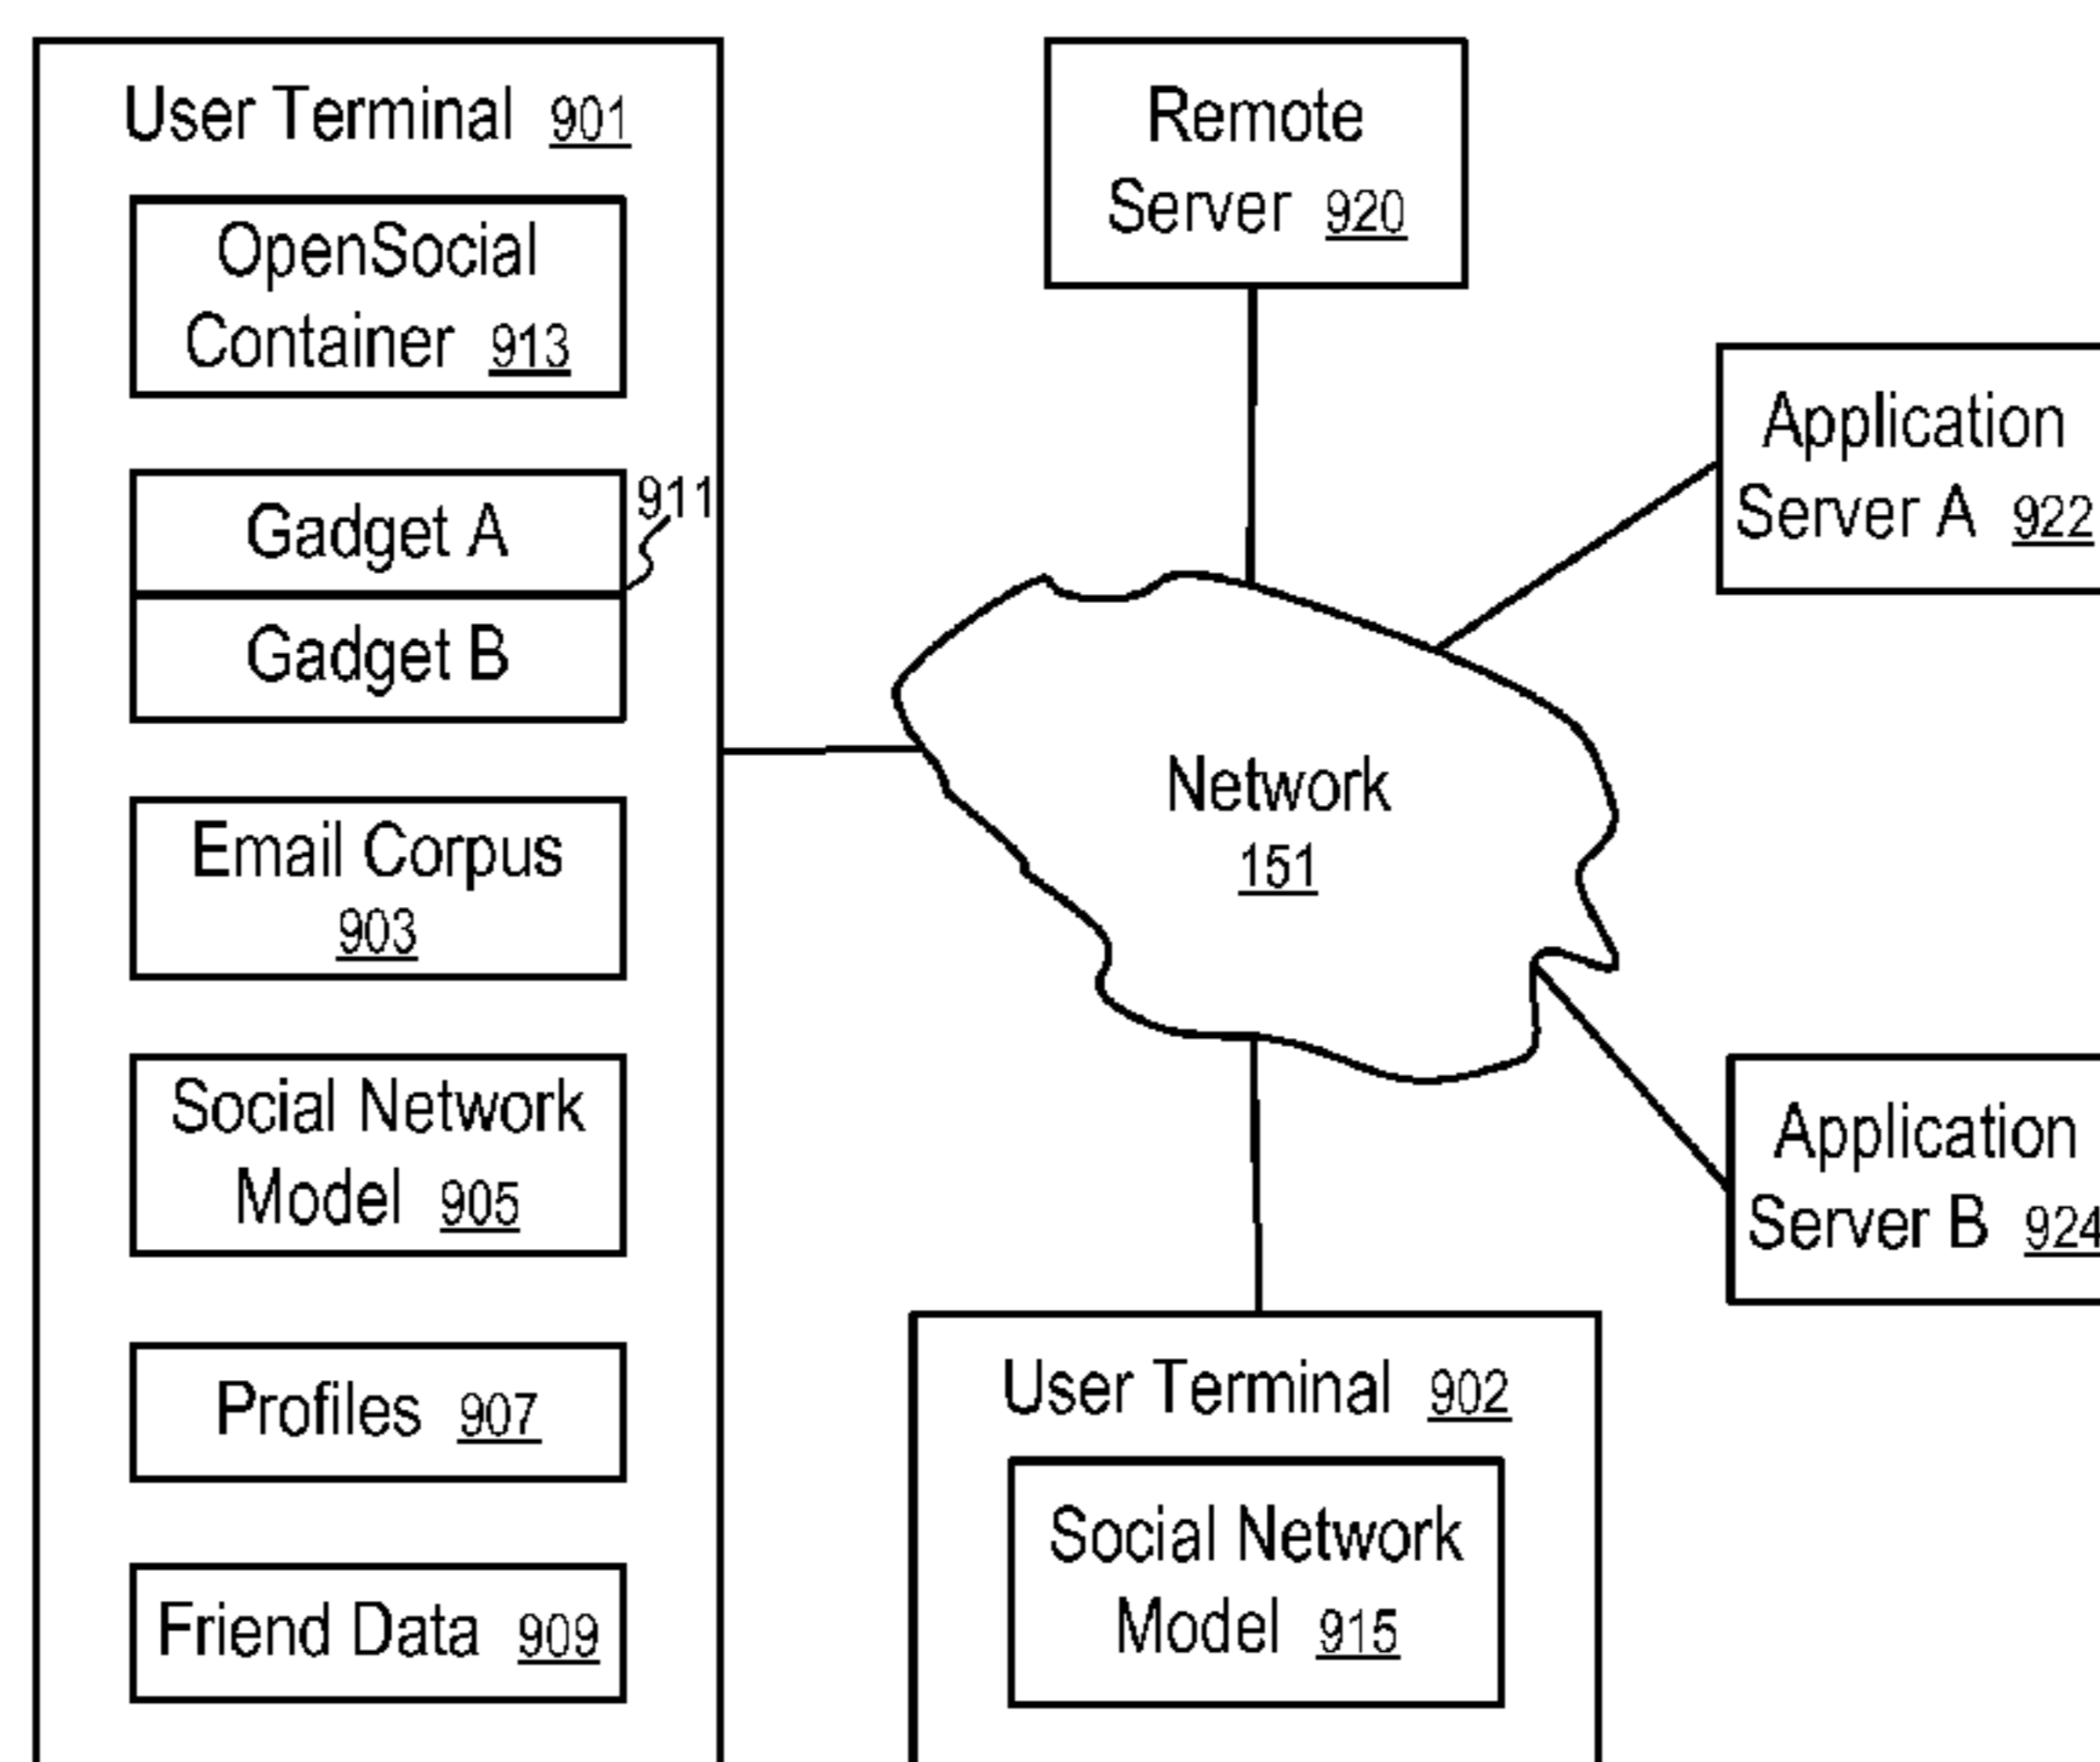 User Terminal 901
OpenSocial
Container 913
Gadget A
911
Gadget B
Email Corpus
903
Social Network
Model 905
Profiles 907
Friend Data 909
Remote
Server 920
Application
Server A 922
Network
151
Application
Server B 924
User Terminal 902
Social Network
Model 915